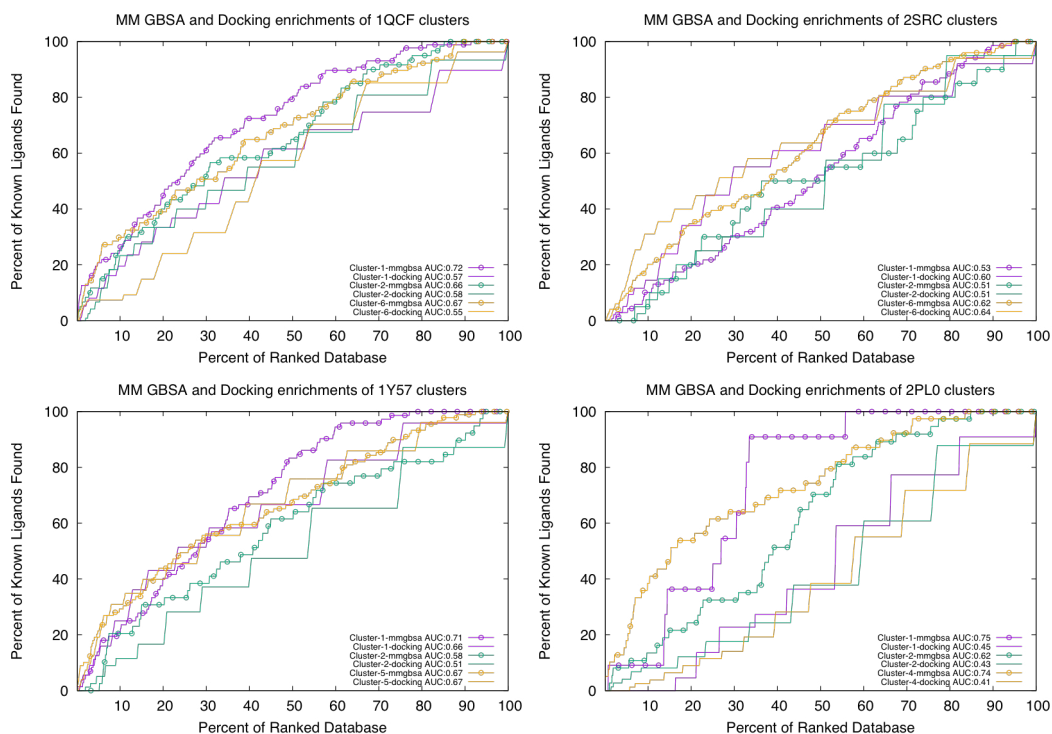 MM GBSA and Docking enrichments of 1QCF clusters
Percent of Known Ligands Found
100
80
60
40
20
0
Cluster-1-mmgbsa AUC:0.72
Cluster-1-docking AUC:0.57
Cluster-2-mmgbsa AUC:0.66
Cluster-2-docking AUC:0.58
Cluster-6-mmgbsa AUC:0.67
Cluster-6-docking AUC:0.55
10 20 30 40 50 60 70 80 90 100
Percent of Ranked Database
MM GBSA and Docking enrichments of 2SRC clusters
Percent of Known Ligands Found
100
80
60
40
20
0
Cluster-1-mmgbsa AUC:0.53
Cluster-1-docking AUC:0.60
Cluster-2-mmgbsa AUC:0.51
Cluster-2-docking AUC:0.51
Cluster-6-mmgbsa AUC:0.62
Cluster-6-docking AUC:0.64
10 20 30 40 50 60 70 80 90 100
Percent of Ranked Database
MM GBSA and Docking enrichments of 1Y57 clusters
Percent of Known Ligands Found
100
80
60
40
20
0
Cluster-1-mmgbsa AUC:0.71
Cluster-1-docking AUC:0.66
Cluster-2-mmgbsa AUC:0.58
Cluster-2-docking AUC:0.51
Cluster-5-mmgbsa AUC:0.67
Cluster-5-docking AUC:0.67
10 20 30 40 50 60 70 80 90 100
Percent of Ranked Database
MM GBSA and Docking enrichments of 2PL0 clusters
Percent of Known Ligands Found
100
80
60
40
20
0
Cluster-1-mmgbsa AUC:0.75
Cluster-1-docking AUC:0.45
Cluster-2-mmgbsa AUC:0.62
Cluster-2-docking AUC:0.43
Cluster-4-mmgbsa AUC:0.74
Cluster-4-docking AUC:0.41
10 20 30 40 50 60 70 80 90 100
Percent of Ranked Database